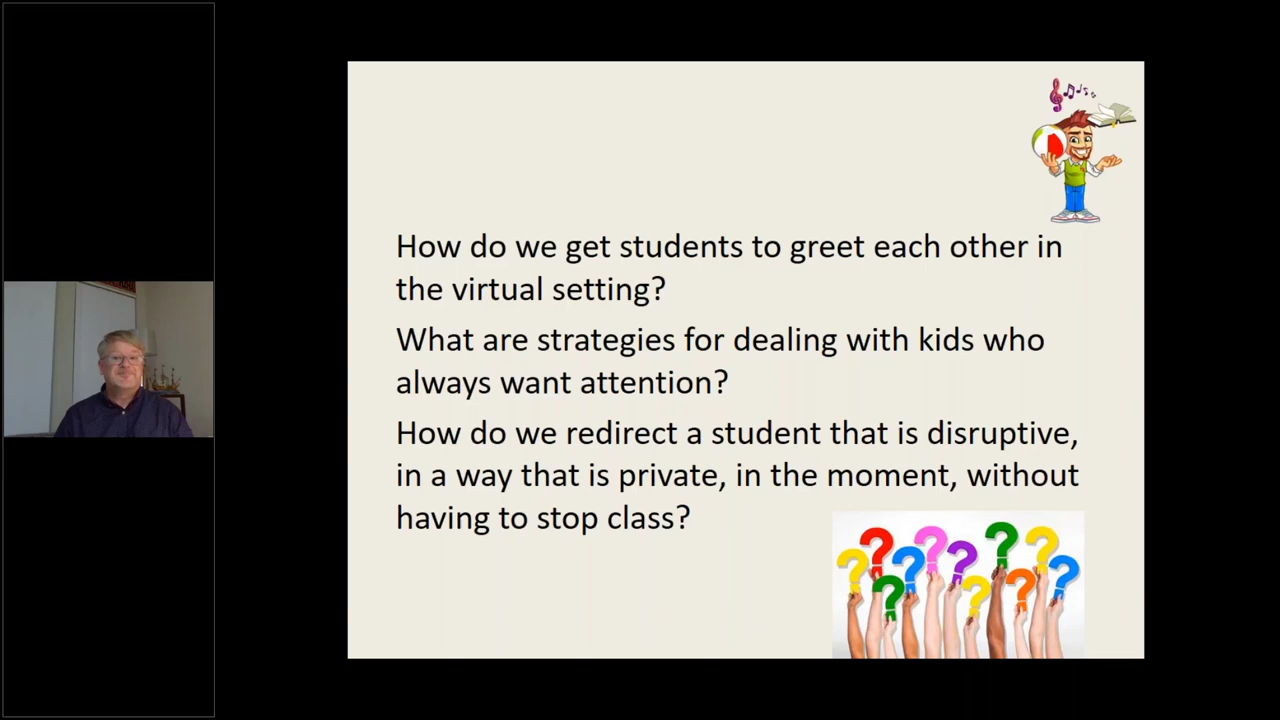 How do we get students to greet each other in
the virtual setting?
What are strategies for dealing with kids who
always want attention?
How do we redirect a student that is disruptive,
in a way that is private, in the moment, without
having to stop class?